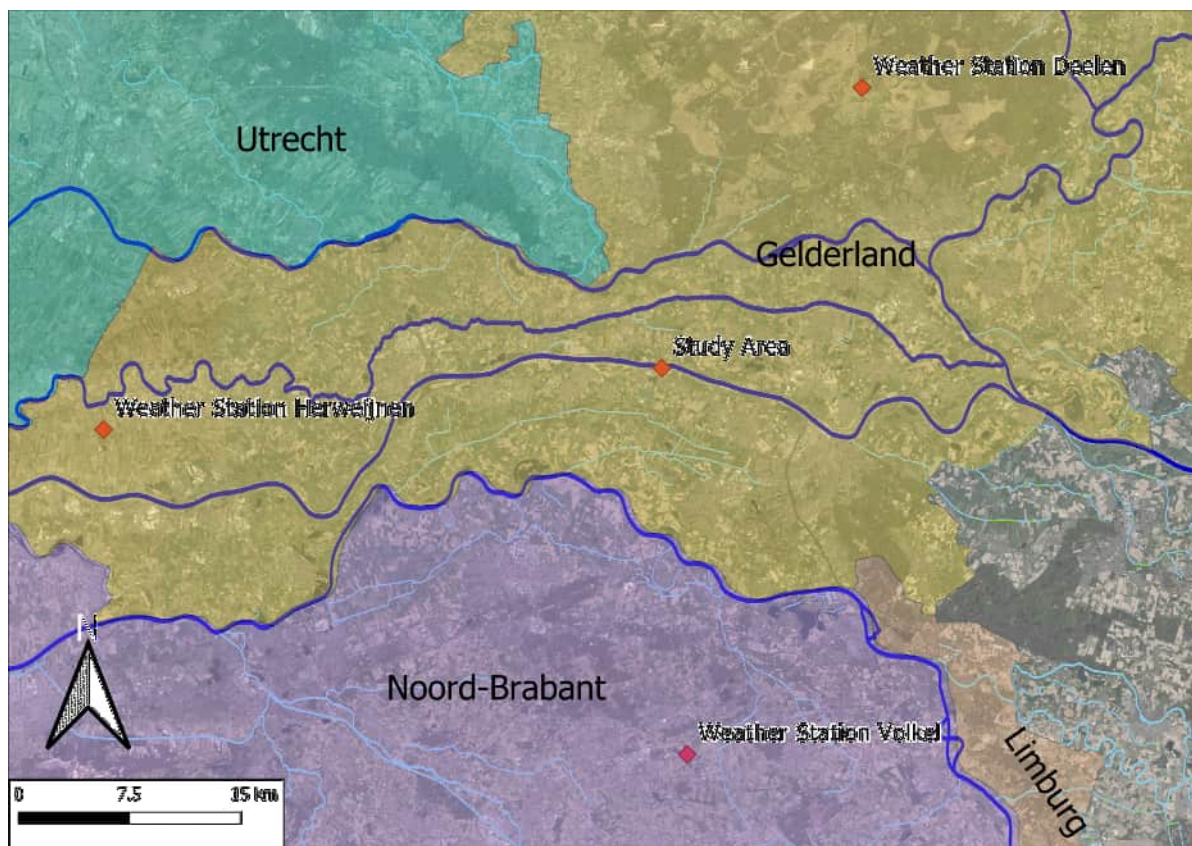 Weather Station Deelen
Utrecht
Gelderland
Study Area
Weather Station Herweijnen
N
Noord-Brabant
Weather Station Volkel
Limburg
0 7.5 15 km